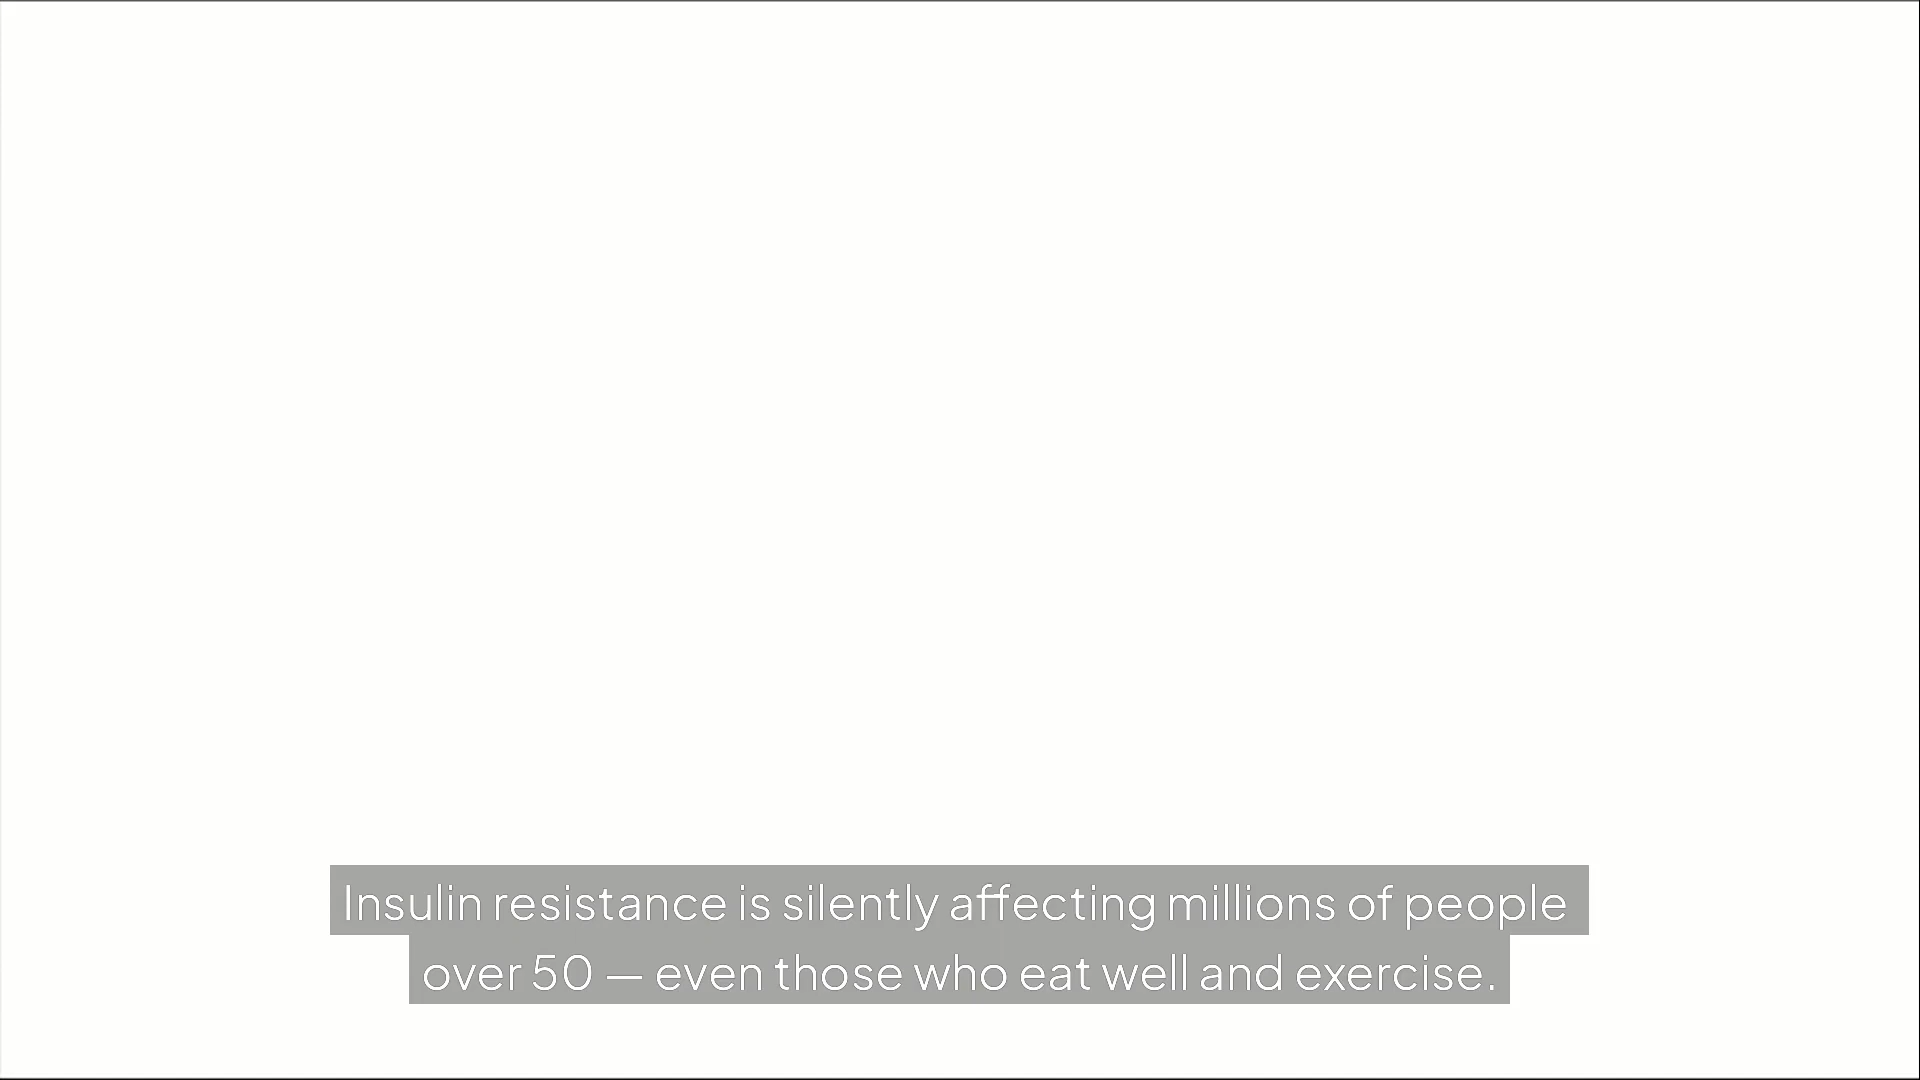 Insulin resistance is silently affecting millions of people
over 50 — even those who eat well and exercise.